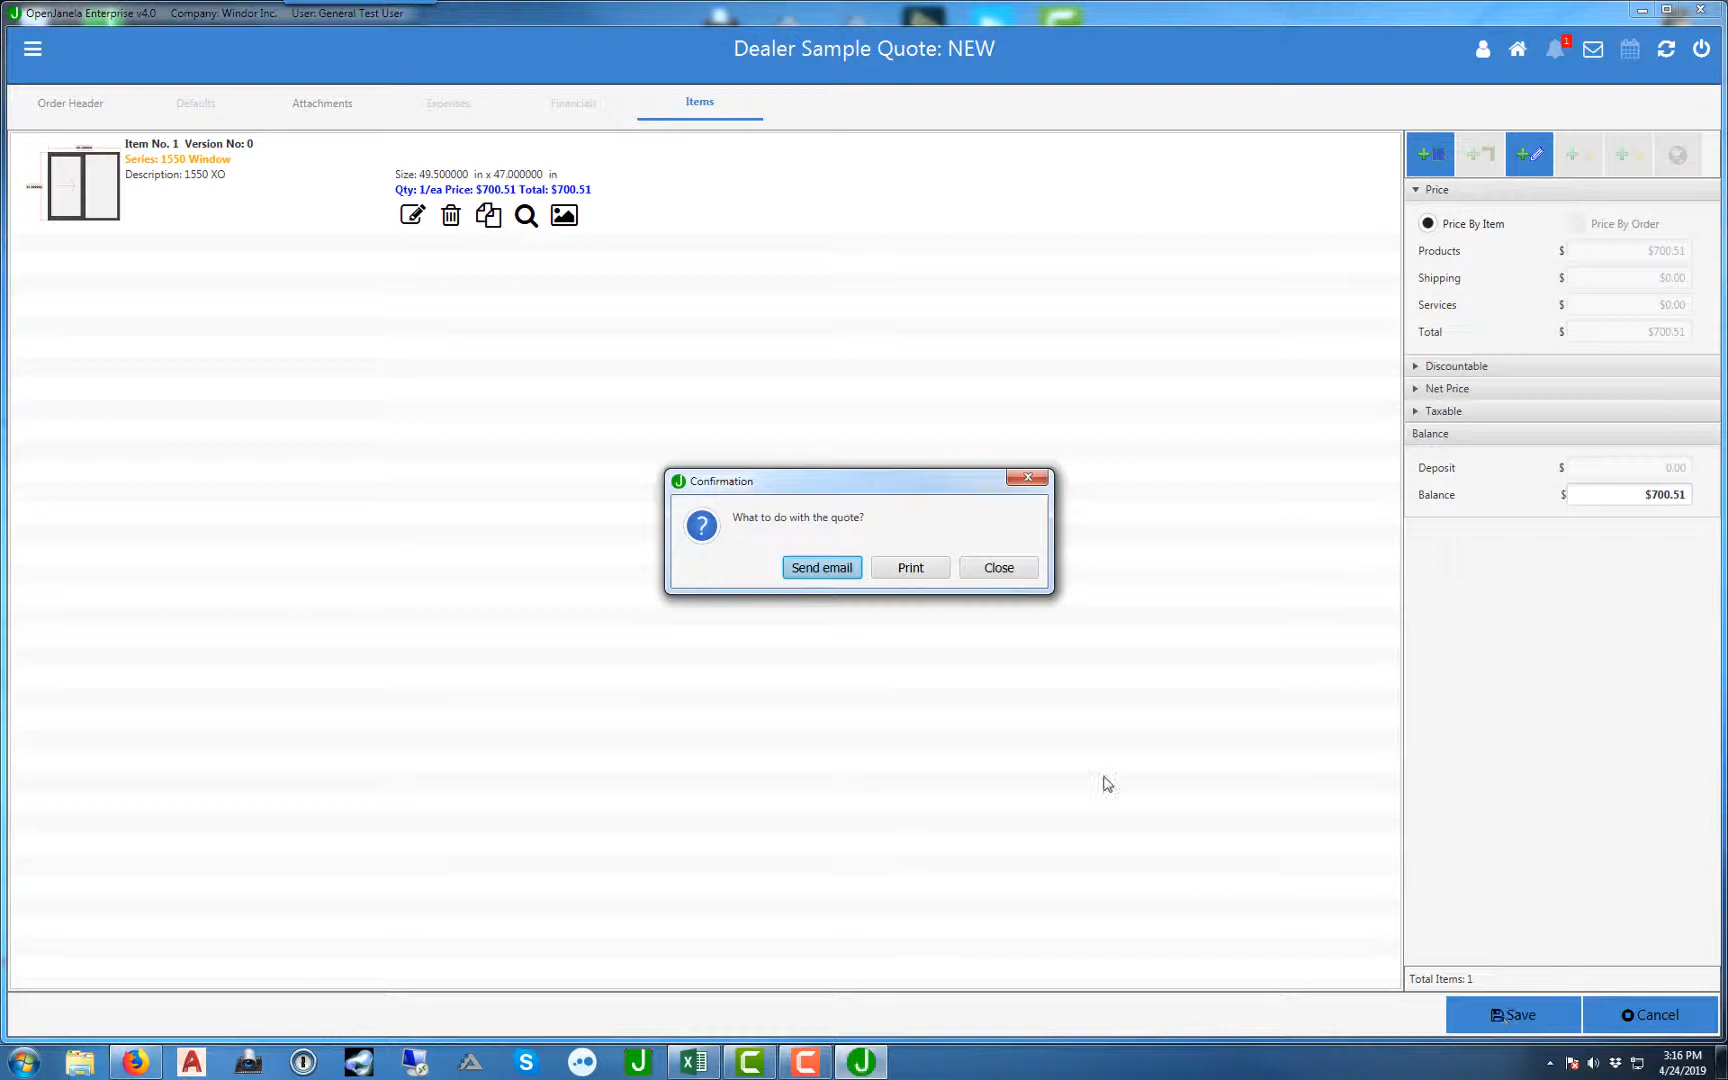 OpenJanela Enterprise v4.0 Company: Windor Inc. User: General Test User
Dealer Sample Quote: NEW
1
Order Header Defaults Attachments Expenses Financials Items
Item No. 1 Version No: 0
Series: 1550 Window
Description: 1550 XO
Size: 49.500000 in x 47.000000 in
Qty: 1/ea Price: $700.51 Total: $700.51
Price
Price By Item Price By Order
Products $ $700.51
Shipping $ $0.00
Services $ $0.00
Total $ $700.51
Discountable
Net Price
Taxable
Balance
Deposit $ 0.00
Balance $ $700.51
Confirmation
What to do with the quote?
Send email Print Close
Total Items: 1
Save Cancel
3:16 PM
4/24/2019